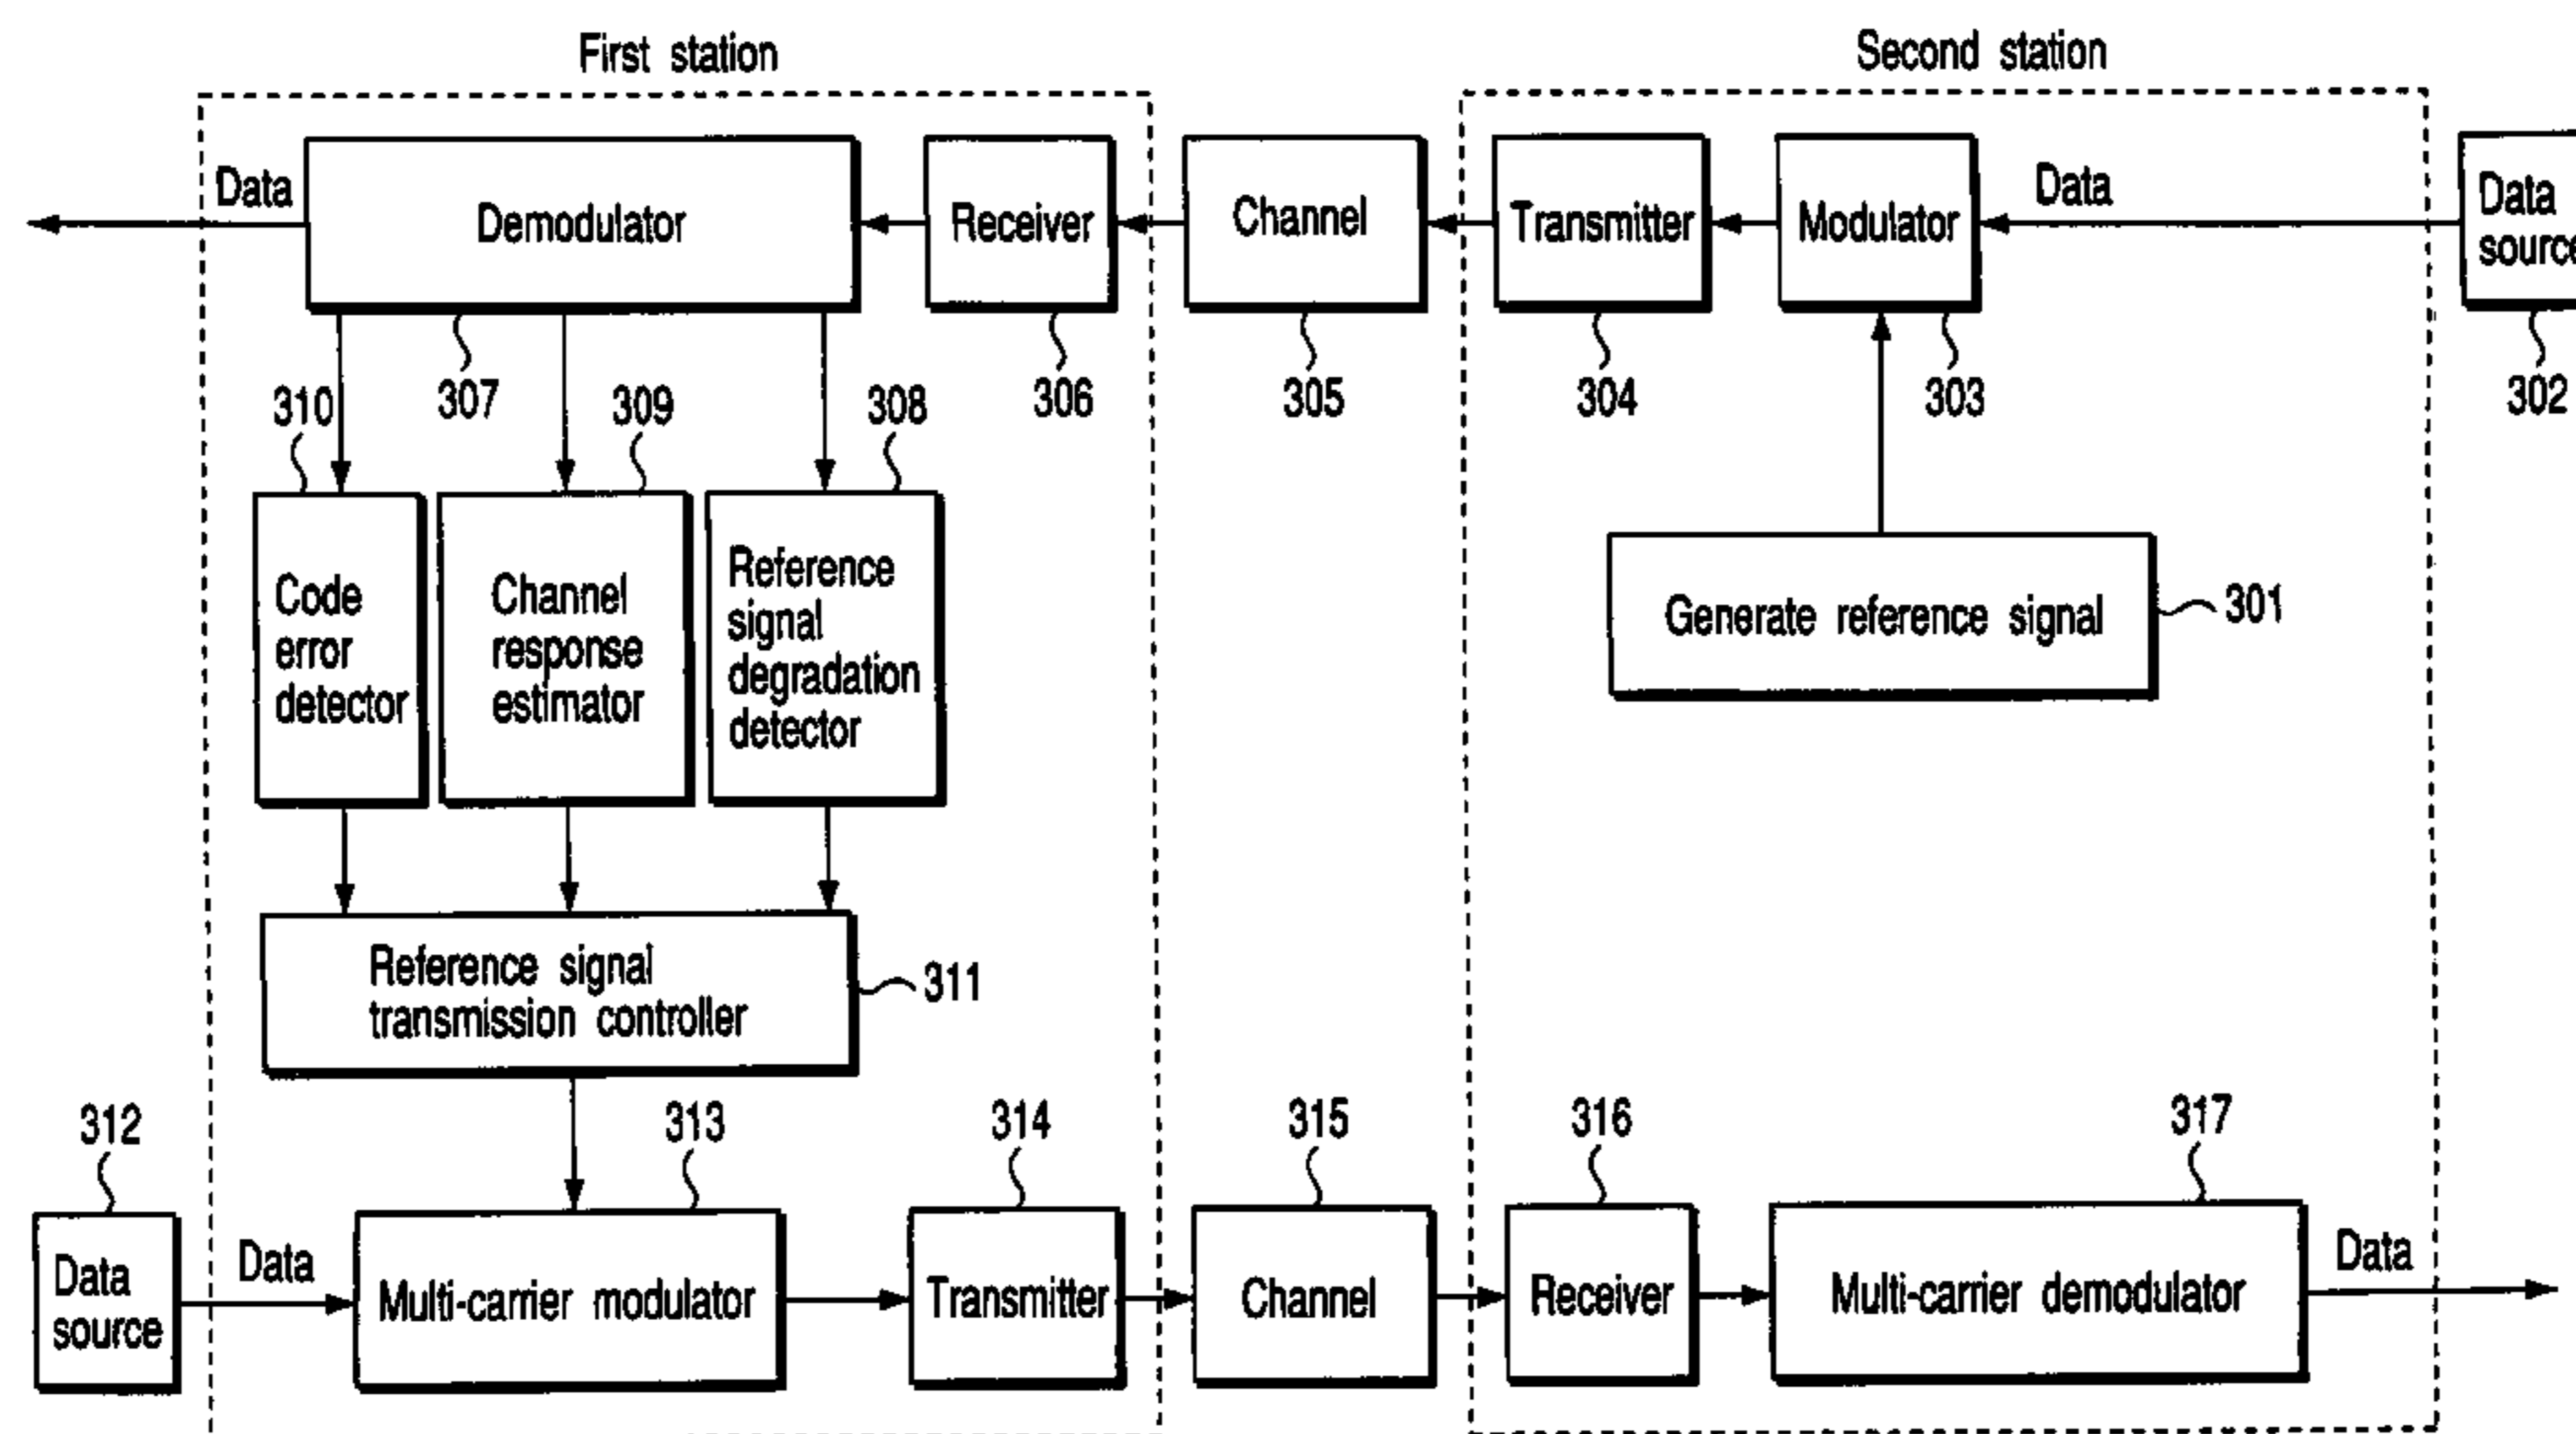 First station
Second station
Data
Demodulator
Receiver
Channel
Transmitter
Modulator
Data
Data
source
310
307
309
308
306
305
304
303
302
Code
error
detector
Channel
response
estimator
Reference
signal
degradation
detector
Generate reference signal
301
Reference signal
transmission controller
311
312
313
314
315
316
317
Data
source
Data
Multi-carrier modulator
Transmitter
Channel
Receiver
Multi-carrier demodulator
Data